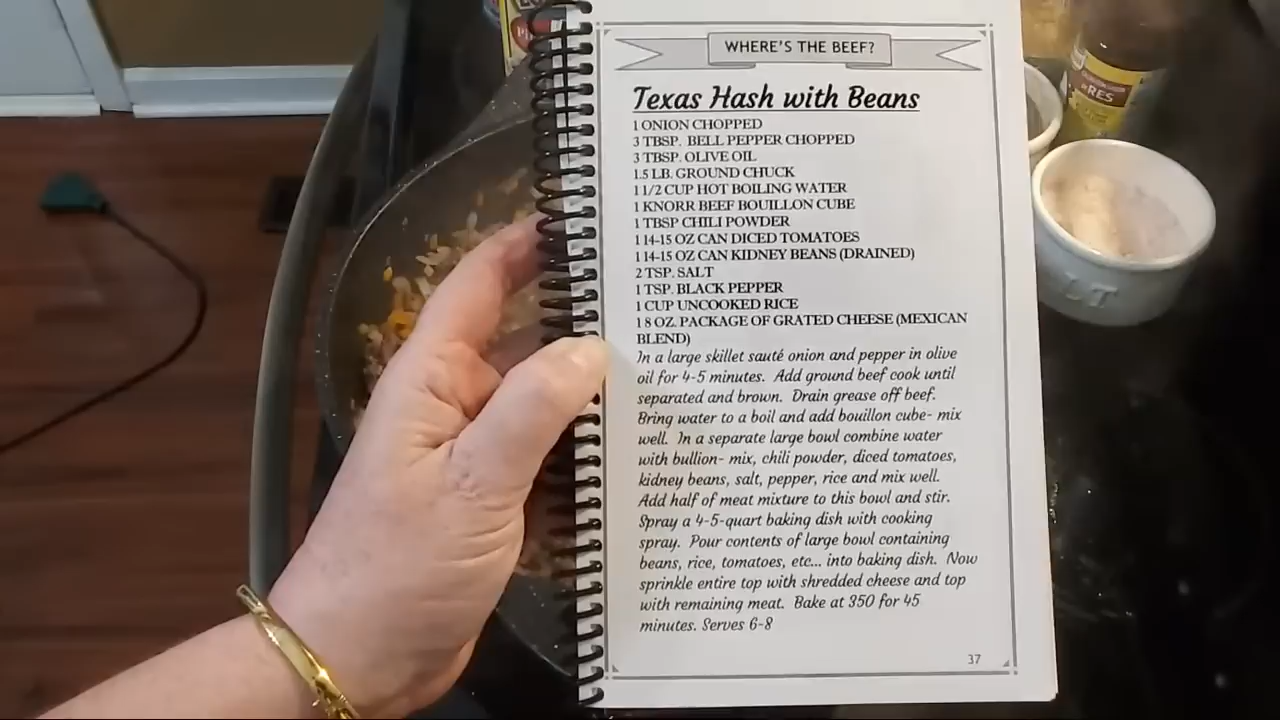 WHERE'S THE BEEF?
Texas Hash with Beans
1 ONION CHOPPED
3 TBSP. BELL PEPPER CHOPPED
3 TBSP. OLIVE OIL
1.5 LB. GROUND CHUCK
1 1/2 CUP HOT BOILING WATER
1 KNORR BEEF BOUILLON CUBE
1 TBSP CHILI POWDER
1 14-15 OZ CAN DICED TOMATOES
1 14-15 OZ CAN KIDNEY BEANS (DRAINED)
2 TSP. SALT
1 TSP. BLACK PEPPER
1 CUP UNCOOKED RICE
1 8 OZ. PACKAGE OF GRATED CHEESE (MEXICAN
BLEND)
In a large skillet sauté onion and pepper in olive
oil for 4-5 minutes. Add ground beef cook until
separated and brown. Drain grease off beef.
Bring water to a boil and add bouillon cube- mix
well. In a separate large bowl combine water
with bullion- mix, chili powder, diced tomatoes,
kidney beans, salt, pepper, rice and mix well.
Add half of meat mixture to this bowl and stir.
Spray a 4-5-quart baking dish with cooking
spray. Pour contents of large bowl containing
beans, rice, tomatoes, etc... into baking dish. Now
sprinkle entire top with shredded cheese and top
with remaining meat. Bake at 350 for 45
minutes. Serves 6-8
37
RES
LT